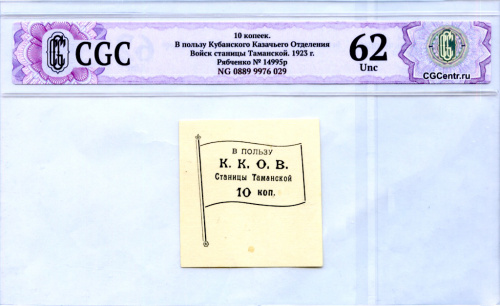 10 копеек.
В пользу Кубанского Казачьего Отделения
Войск станицы Таманской. 1923 г.
Рябченко № 14995р
NG 0889 9976 029
CGC
62
Unc
CGCentr.ru
В ПОЛЬЗУ
К. К. О. В.
Станицы Таманской
10 коп.